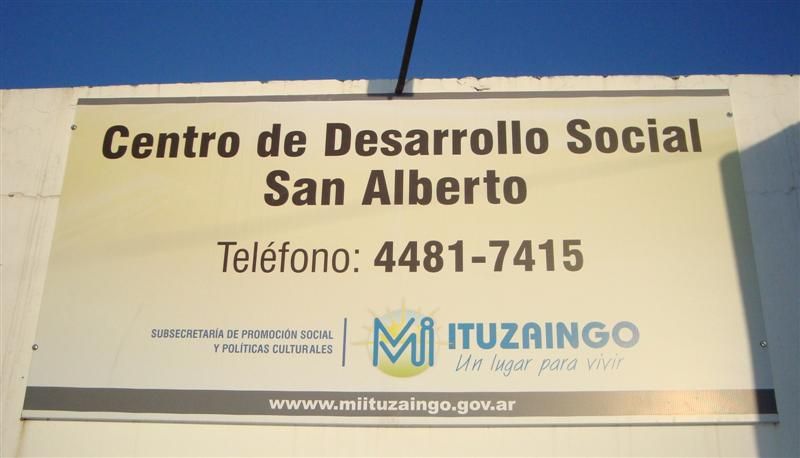 Centro de Desarrollo Social
San Alberto
Teléfono: 4481-7415
SUBSECRETARÍA DE PROMOCIÓN SOCIAL
Y POLÍTICAS CULTURALES
Mi ITUZAINGO
Un lugar para vivir
www.miituzaingo.gov.ar